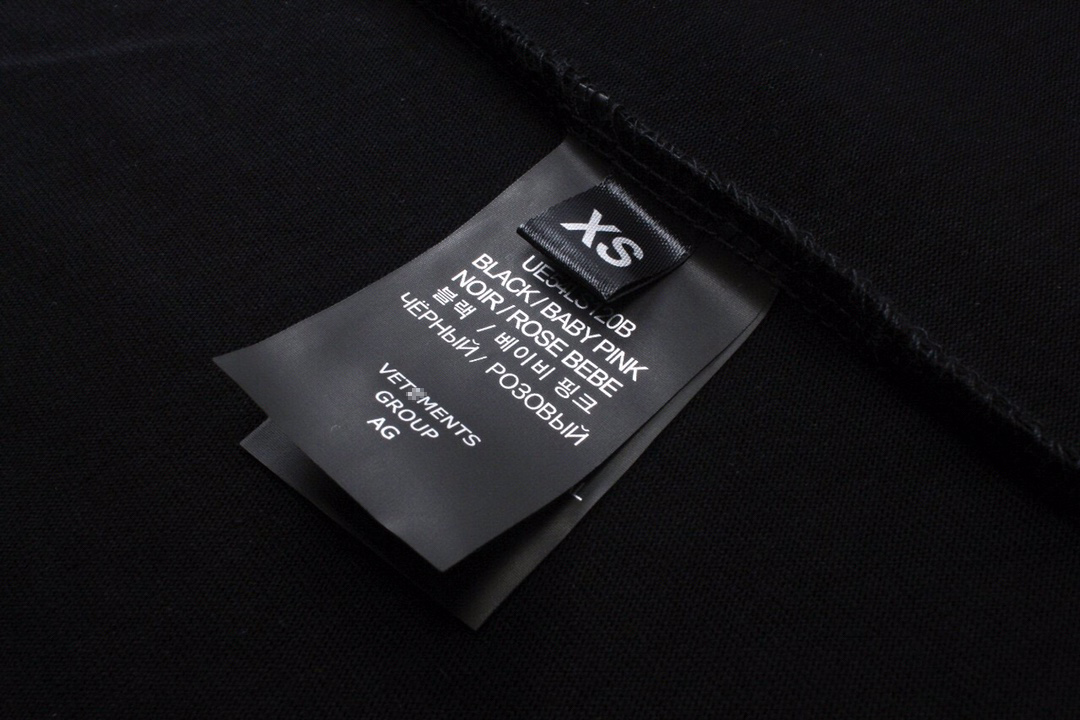 XS
BLACK / BABY PINK
NOIR / ROSE BEBE
블랙 / 베이비 핑크
ЧЁРНЫЙ / РОЗОВЫЙ
GROUP
AG